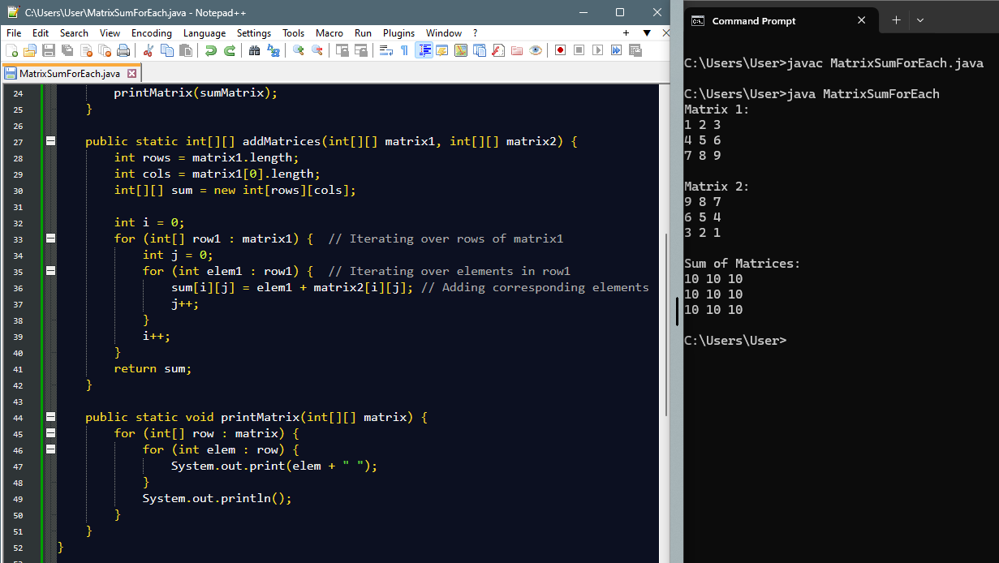 C:\Users\User\MatrixSumForEach.java - Notepad++
File Edit Search View Encoding Language Settings Tools Macro Run Plugins Window ?
MatrixSumForEach.java
24 printMatrix(sumMatrix);
25 }
26
27 public static int[][] addMatrices(int[][] matrix1, int[][] matrix2) {
28 int rows = matrix1.length;
29 int cols = matrix1[0].length;
30 int[][] sum = new int[rows][cols];
31
32 int i = 0;
33 for (int[] row1 : matrix1) {  // Iterating over rows of matrix1
34 int j = 0;
35 for (int elem1 : row1) {  // Iterating over elements in row1
36 sum[i][j] = elem1 + matrix2[i][j]; // Adding corresponding elements
37 j++;
38 }
39 i++;
40 }
41 return sum;
42 }
43
44 public static void printMatrix(int[][] matrix) {
45 for (int[] row : matrix) {
46 for (int elem : row) {
47 System.out.print(elem + " ");
48 }
49 System.out.println();
50 }
51 }
52 }
Command Prompt
C:\Users\User>javac MatrixSumForEach.java
C:\Users\User>java MatrixSumForEach
Matrix 1:
1 2 3
4 5 6
7 8 9
Matrix 2:
9 8 7
6 5 4
3 2 1
Sum of Matrices:
10 10 10
10 10 10
10 10 10
C:\Users\User>